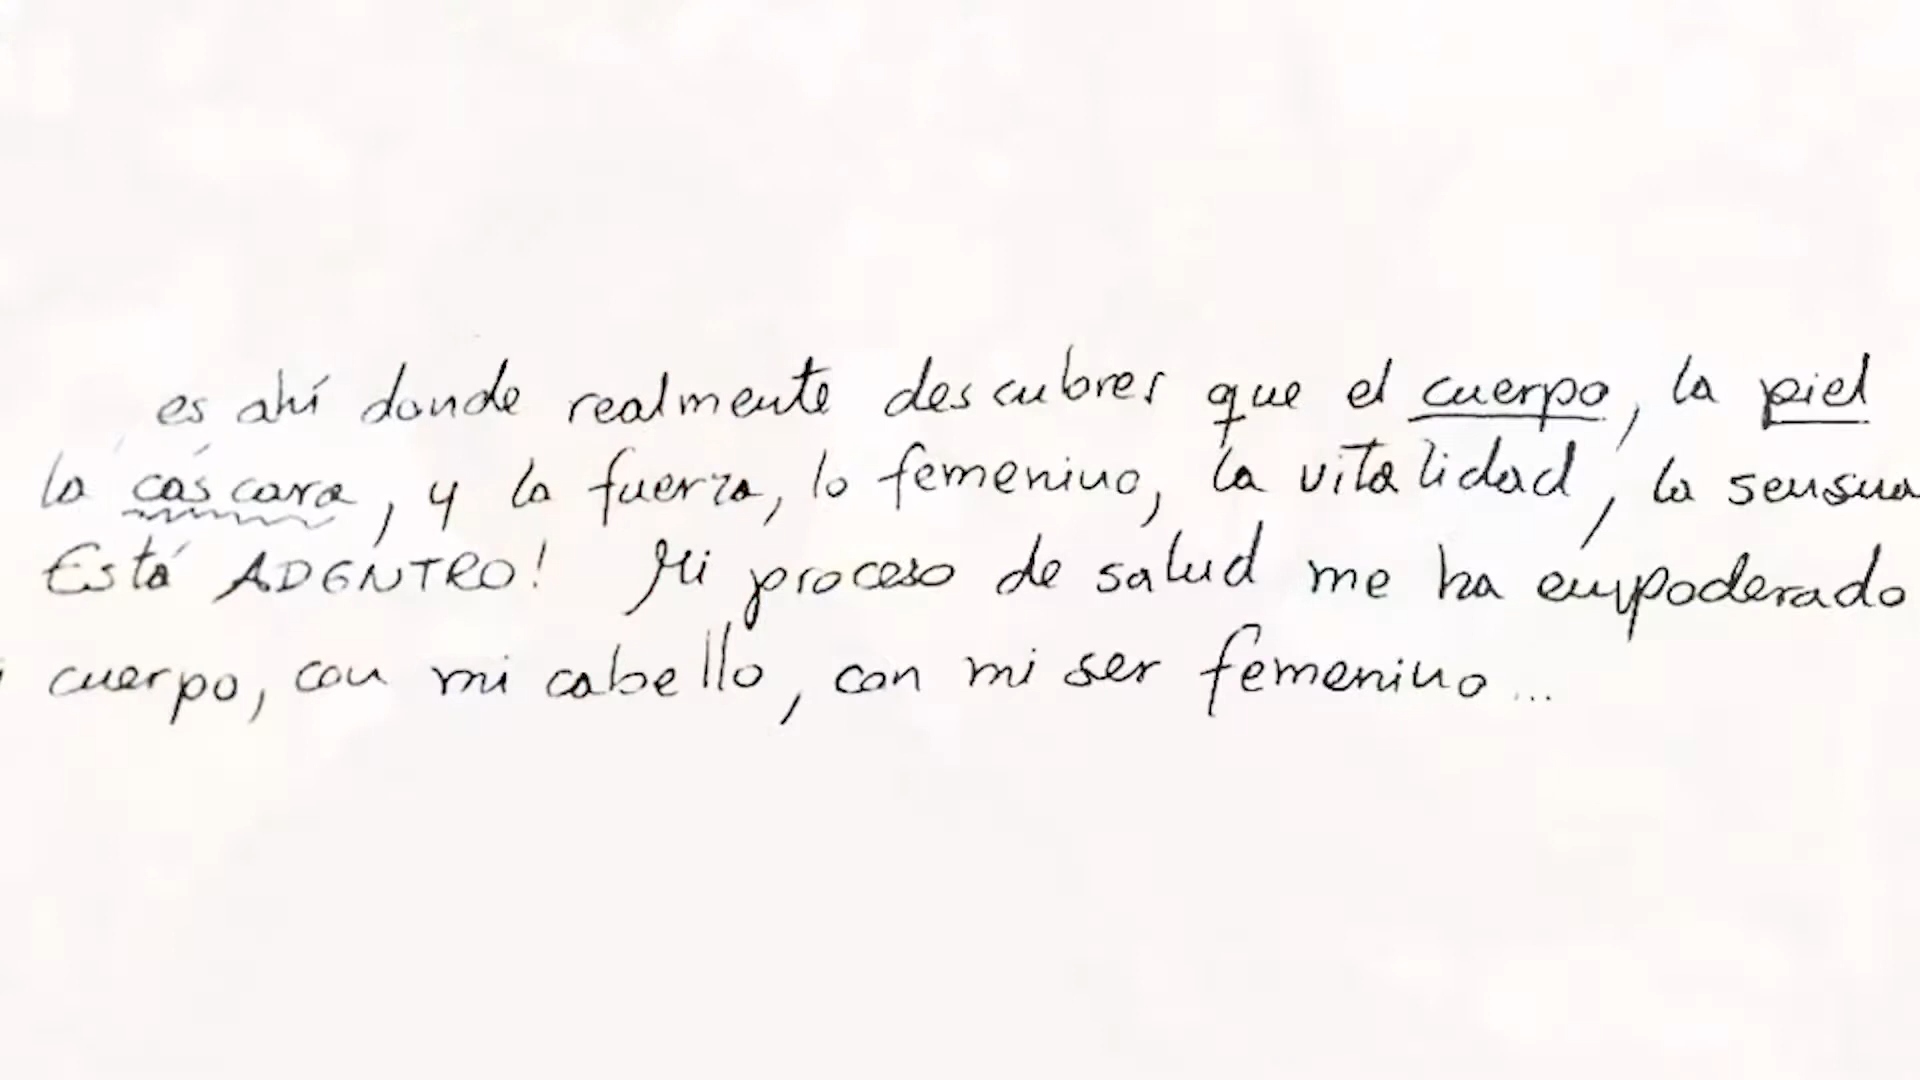 es ahí donde realmente descubres que el cuerpo, la piel
la cáscara, y la fuerza, lo femenino, la vitalidad, la sensua
Está ADENTRO! Mi proceso de salud me ha empoderado
cuerpo, con mi cabello, con mi ser femenino...